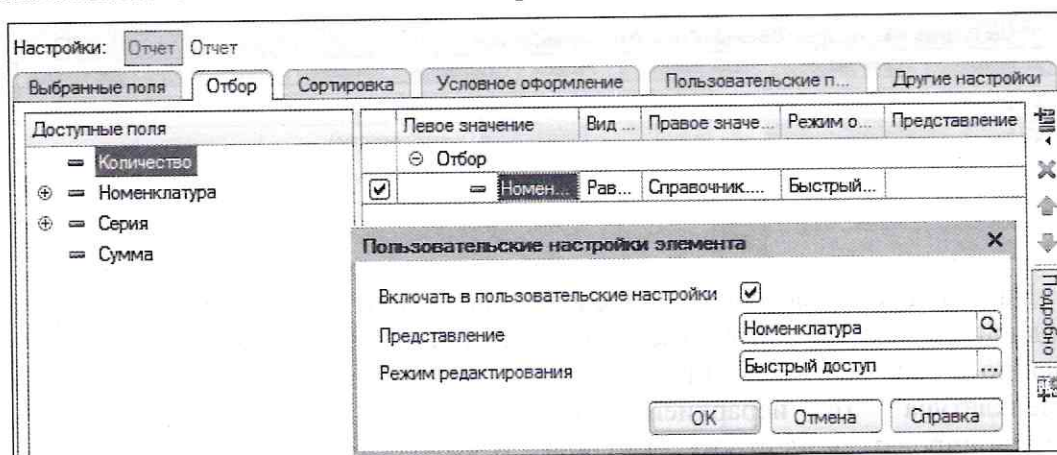 Настройки: Отчет Отчет
Выбранные поля Отбор Сортировка Условное оформление Пользовательские п... Другие настройки
Доступные поля
Количество
Номенклатура
Серия
Сумма
Левое значение Вид ... Правое значе... Режим о... Представление
Отбор
Номен... Рав... Справочник.... Быстрый...
Пользовательские настройки элемента
Включать в пользовательские настройки
Представление Номенклатура
Режим редактирования Быстрый доступ
...
OK Отмена Справка
Подробно